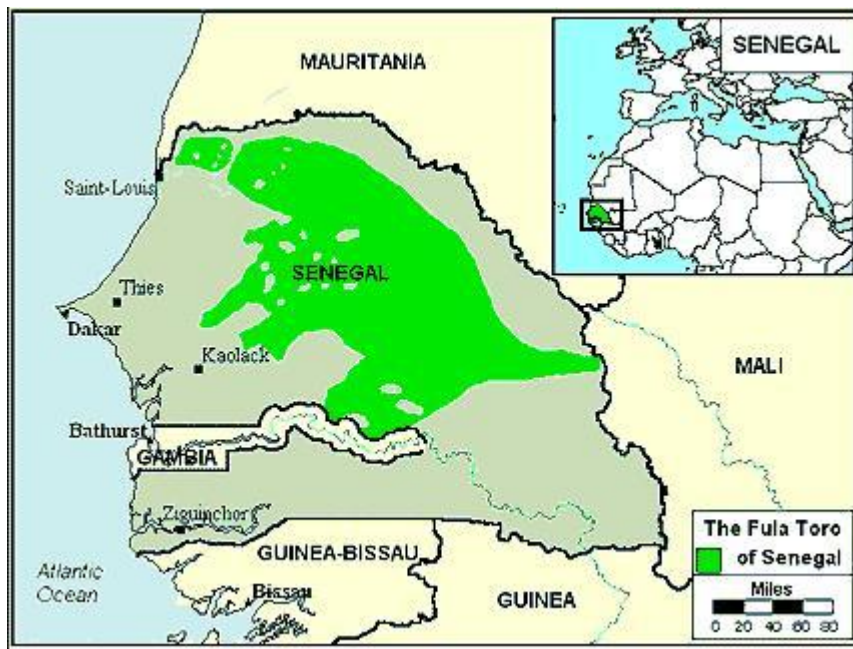 SENEGAL
MAURITANIA
Saint-Louis
SENEGAL
Thies
Dakar
Kaolack
MALI
Bathurst
GAMBIA
Ziguinchor
The Fula Toro
of Senegal
GUINEA-BISSAU
Atlantic
Ocean
Bissau
GUINEA
Miles
0 20 40 60 80